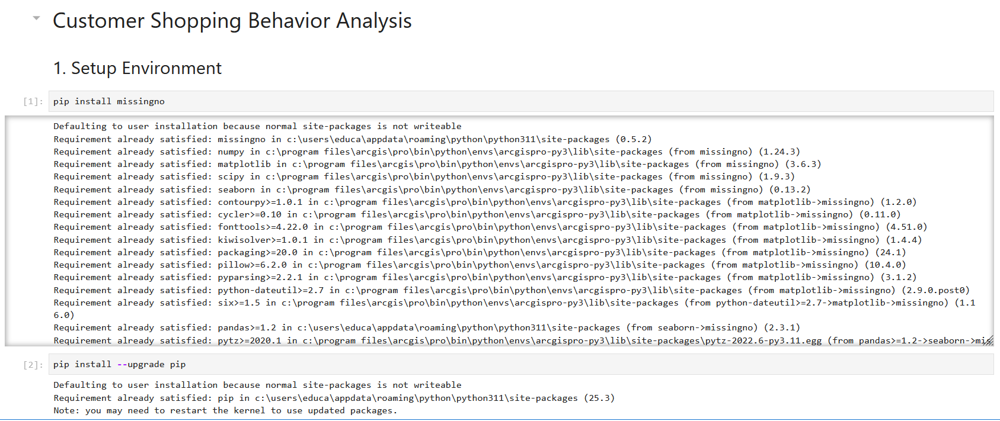 Customer Shopping Behavior Analysis
1. Setup Environment
[1]:
pip install missingno
Defaulting to user installation because normal site-packages is not writeable
Requirement already satisfied: missingno in c:\users\educa\appdata\roaming\python\python311\site-packages (0.5.2)
Requirement already satisfied: numpy in c:\program files\arcgis\pro\bin\python\envs\arcgispro-py3\lib\site-packages (from missingno) (1.24.3)
Requirement already satisfied: matplotlib in c:\program files\arcgis\pro\bin\python\envs\arcgispro-py3\lib\site-packages (from missingno) (3.6.3)
Requirement already satisfied: scipy in c:\program files\arcgis\pro\bin\python\envs\arcgispro-py3\lib\site-packages (from missingno) (1.9.3)
Requirement already satisfied: seaborn in c:\program files\arcgis\pro\bin\python\envs\arcgispro-py3\lib\site-packages (from missingno) (0.13.2)
Requirement already satisfied: contourpy>=1.0.1 in c:\program files\arcgis\pro\bin\python\envs\arcgispro-py3\lib\site-packages (from matplotlib->missingno) (1.2.0)
Requirement already satisfied: cycler>=0.10 in c:\program files\arcgis\pro\bin\python\envs\arcgispro-py3\lib\site-packages (from matplotlib->missingno) (0.11.0)
Requirement already satisfied: fonttools>=4.22.0 in c:\program files\arcgis\pro\bin\python\envs\arcgispro-py3\lib\site-packages (from matplotlib->missingno) (4.51.0)
Requirement already satisfied: kiwisolver>=1.0.1 in c:\program files\arcgis\pro\bin\python\envs\arcgispro-py3\lib\site-packages (from matplotlib->missingno) (1.4.4)
Requirement already satisfied: packaging>=20.0 in c:\program files\arcgis\pro\bin\python\envs\arcgispro-py3\lib\site-packages (from matplotlib->missingno) (24.1)
Requirement already satisfied: pillow>=6.2.0 in c:\program files\arcgis\pro\bin\python\envs\arcgispro-py3\lib\site-packages (from matplotlib->missingno) (10.4.0)
Requirement already satisfied: pyparsing>=2.2.1 in c:\program files\arcgis\pro\bin\python\envs\arcgispro-py3\lib\site-packages (from matplotlib->missingno) (3.1.2)
Requirement already satisfied: python-dateutil>=2.7 in c:\program files\arcgis\pro\bin\python\envs\arcgispro-py3\lib\site-packages (from matplotlib->missingno) (2.9.0.post0)
Requirement already satisfied: six>=1.5 in c:\program files\arcgis\pro\bin\python\envs\arcgispro-py3\lib\site-packages (from python-dateutil>=2.7->matplotlib->missingno) (1.1
6.0)
Requirement already satisfied: pandas>=1.2 in c:\users\educa\appdata\roaming\python\python311\site-packages (from seaborn->missingno) (2.3.1)
Requirement already satisfied: pytz>=2020.1 in c:\program files\arcgis\pro\bin\python\envs\arcgispro-py3\lib\site-packages\pytz-2022.6-py3.11.egg (from pandas>=1.2->seaborn->mis
[2]:
pip install --upgrade pip
Defaulting to user installation because normal site-packages is not writeable
Requirement already satisfied: pip in c:\users\educa\appdata\roaming\python\python311\site-packages (25.3)
Note: you may need to restart the kernel to use updated packages.